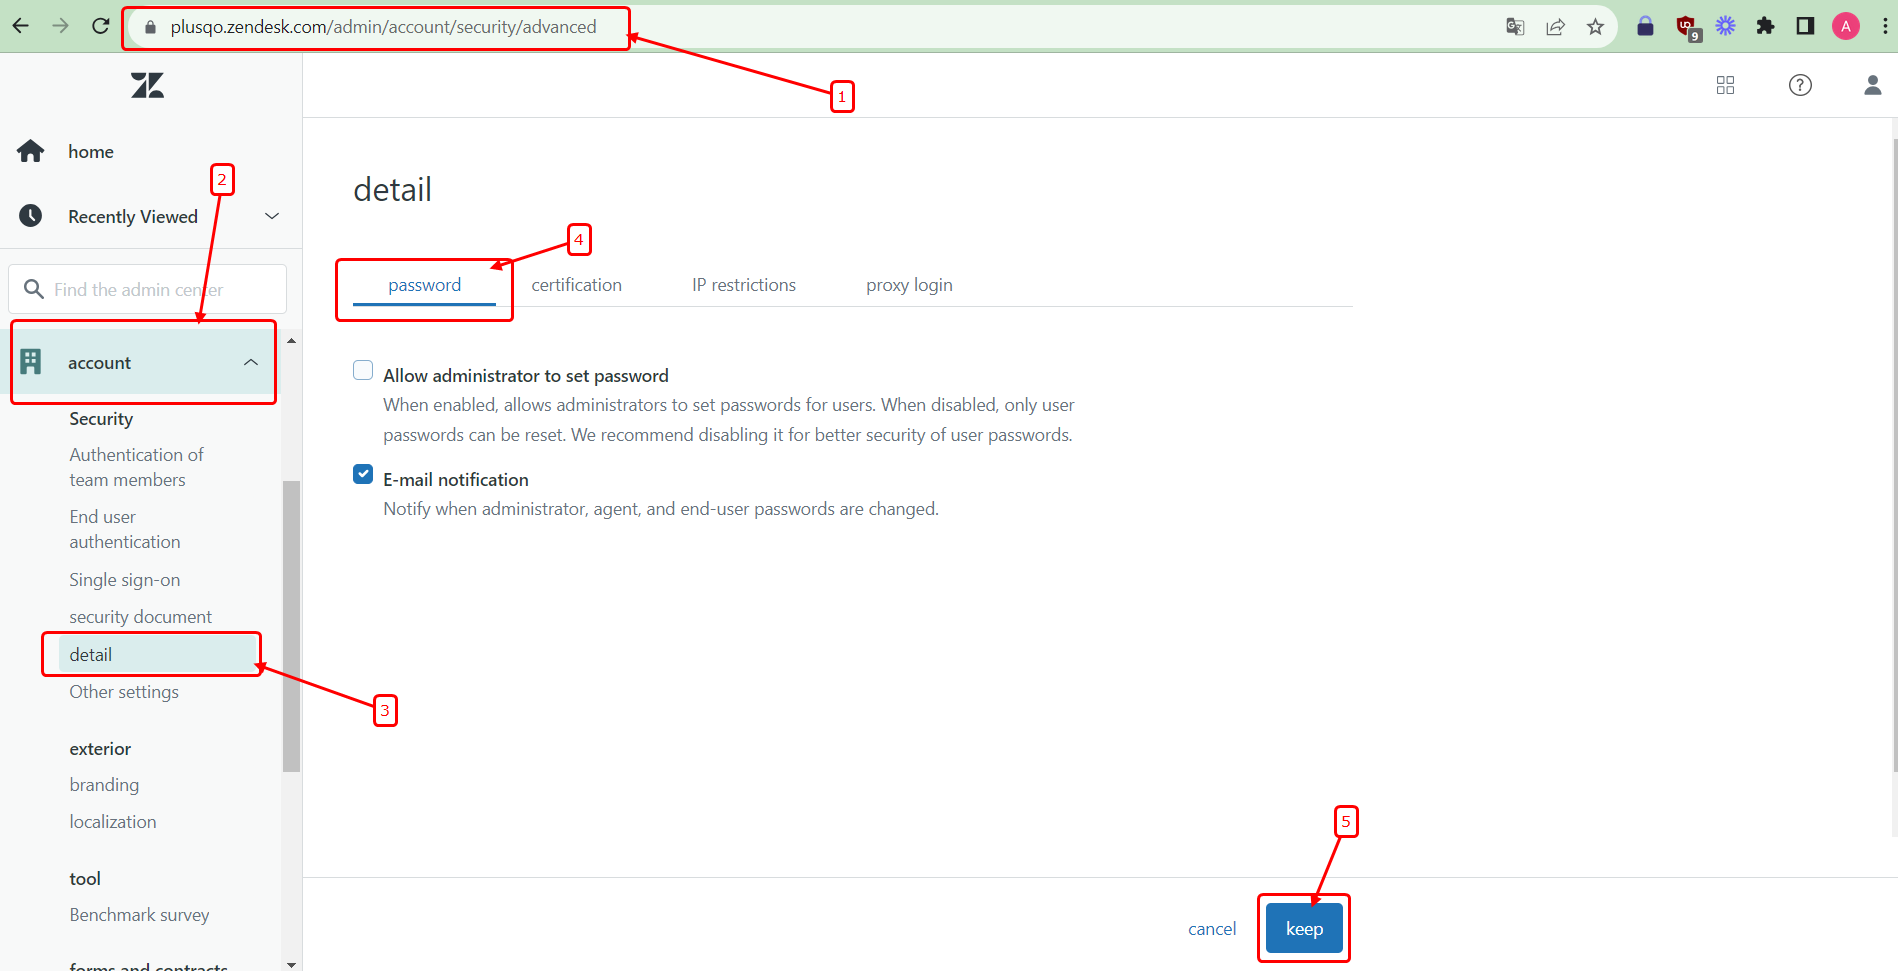 plusqo.zendesk.com/admin/account/security/advanced
9
A
1
home
2
Recently Viewed
Find the admin center
account
Security
Authentication of
team members
End user
authentication
Single sign-on
security document
detail
3
Other settings
exterior
branding
localization
tool
Benchmark survey
forms and contracts
detail
4
password
certification
IP restrictions
proxy login
Allow administrator to set password
When enabled, allows administrators to set passwords for users. When disabled, only user
passwords can be reset. We recommend disabling it for better security of user passwords.
E-mail notification
Notify when administrator, agent, and end-user passwords are changed.
5
cancel
keep